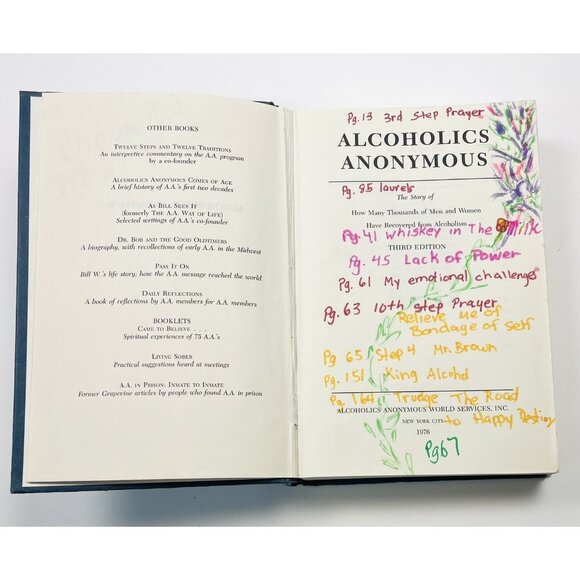 OTHER BOOKS
TWELVE STEPS AND TWELVE TRADITIONS
An interpretive commentary on the A.A. program
by a co-founder
ALCOHOLICS ANONYMOUS COMES OF AGE
A brief history of A.A.'s first two decades
AS BILL SEES IT
(formerly THE A.A. WAY OF LIFE)
Selected writings of A.A.'s co-founder
DR. BOB AND THE GOOD OLDTIMERS
A biography, with recollections of early A.A. in the Midwest
PASS IT ON
Bill W.'s life story; how the A.A. message reached the world
DAILY REFLECTIONS
A book of reflections by A.A. members for A.A. members
BOOKLETS
CAME TO BELIEVE . . .
Spiritual experiences of 75 A.A.'s
LIVING SOBER
Practical suggestions heard at meetings
A.A. IN PRISON: INMATE TO INMATE
Former Grapevine articles by people who found A.A. in prison
Pg. 13 3rd Step Prayer
ALCOHOLICS
ANONYMOUS
Pg. 85 laurels
The Story of
How Many Thousands of Men and Women
Have Recovered from Alcoholism
Pg. 41 whiskey in The Milk
THIRD EDITION
Pg. 45 Lack of Power
Pg. 61 My emotional challenges
Pg. 63 10th step Prayer
Relieve me of
Bondage of Self
Pg 65 Step 4 Mr. Brown
Pg. 151 King Alcohol
Pg. 164 Trudge The Road
ALCOHOLICS ANONYMOUS WORLD SERVICES, INC.
to Happy Destiny
NEW YORK CITY
1976
Pg67